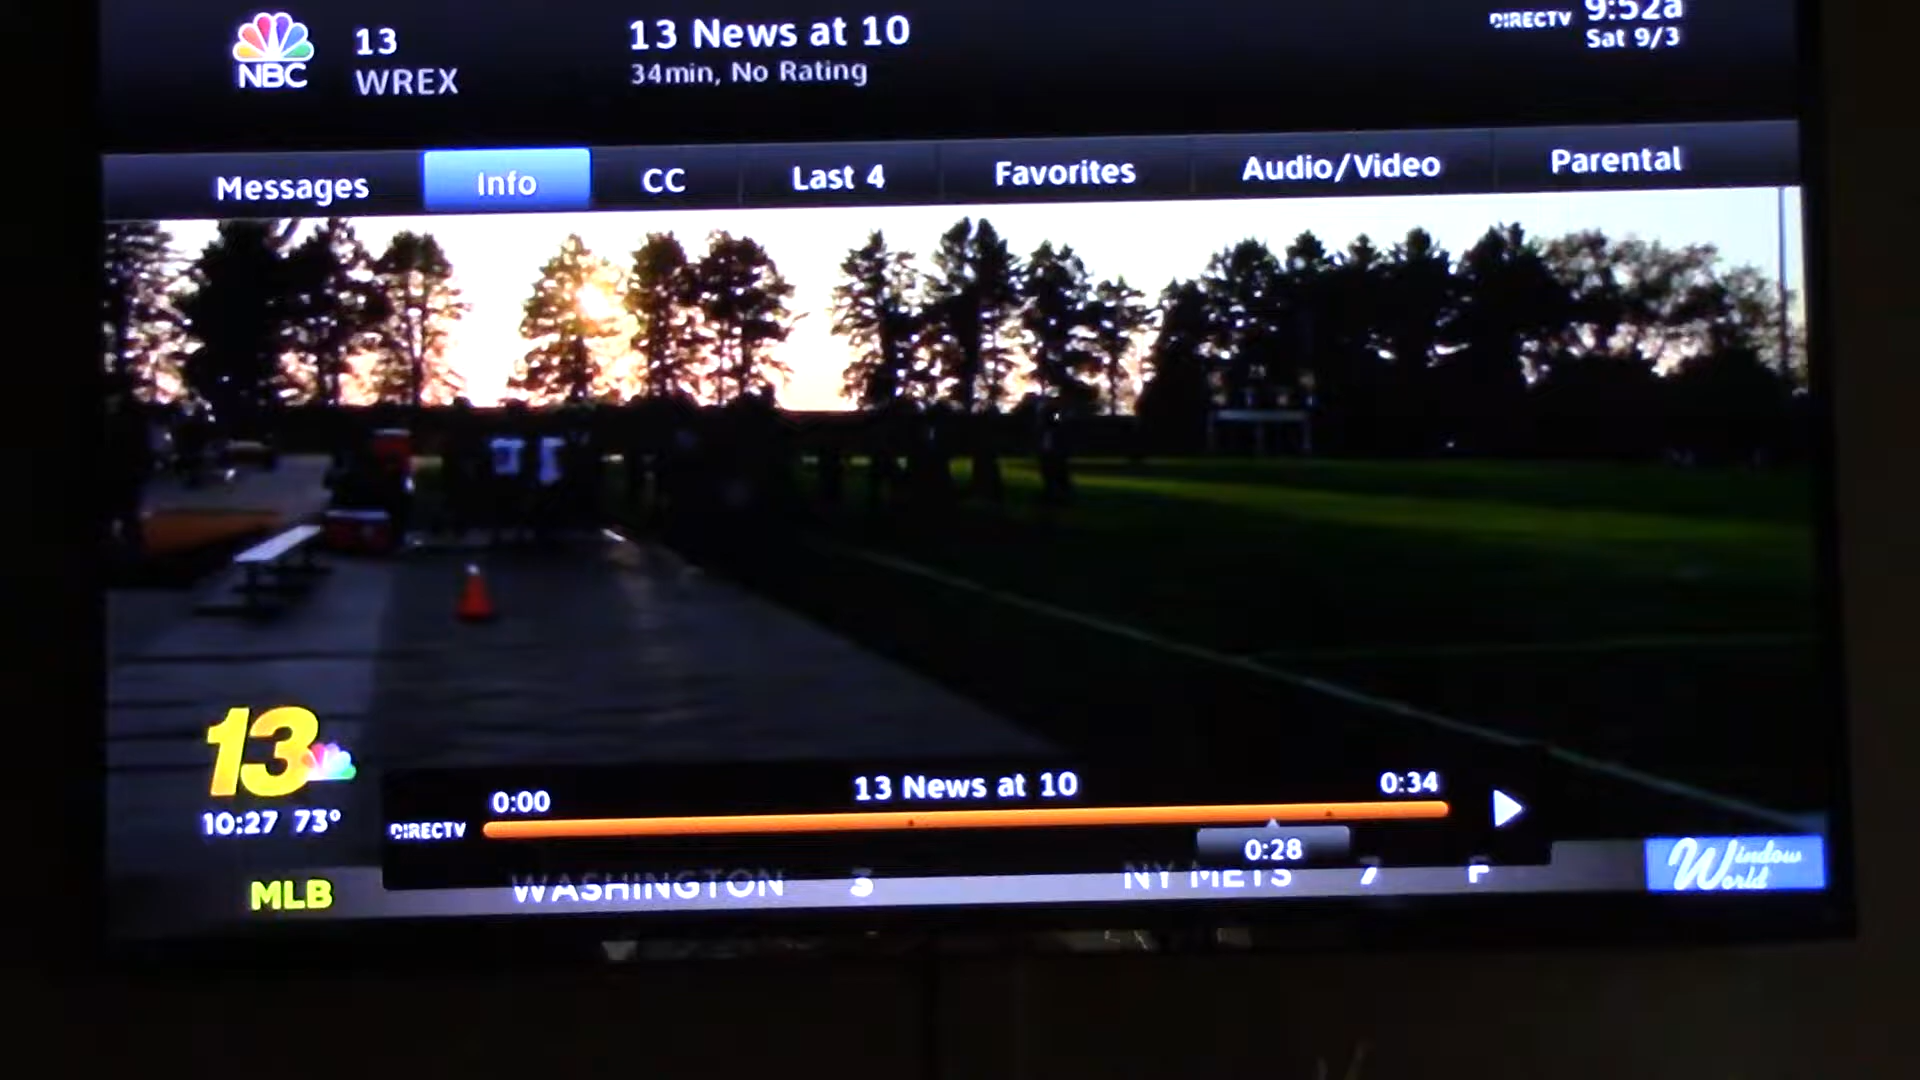 NBC
13
WREX
13 News at 10
34min, No Rating
DIRECTV
9:52a
Sat 9/3
Messages
Info
CC
Last 4
Favorites
Audio/Video
Parental
13
10:27 73°
DIRECTV
0:00
13 News at 10
0:34
0:28
MLB
WASHINGTON 3 NY METS 7 F
Window World